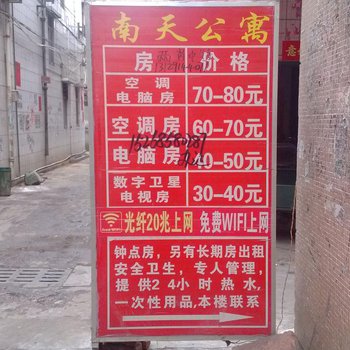 南天公寓
房 价格
空调
电脑房 70-80元
空调房 60-70元
电脑房 40-50元
数字卫星
电视房 30-40元
光纤20兆上网 免费WIFI上网
钟点房，另有长期房出租
安全卫生，专人管理，
提供24小时热水，
一次性用品，本楼联系